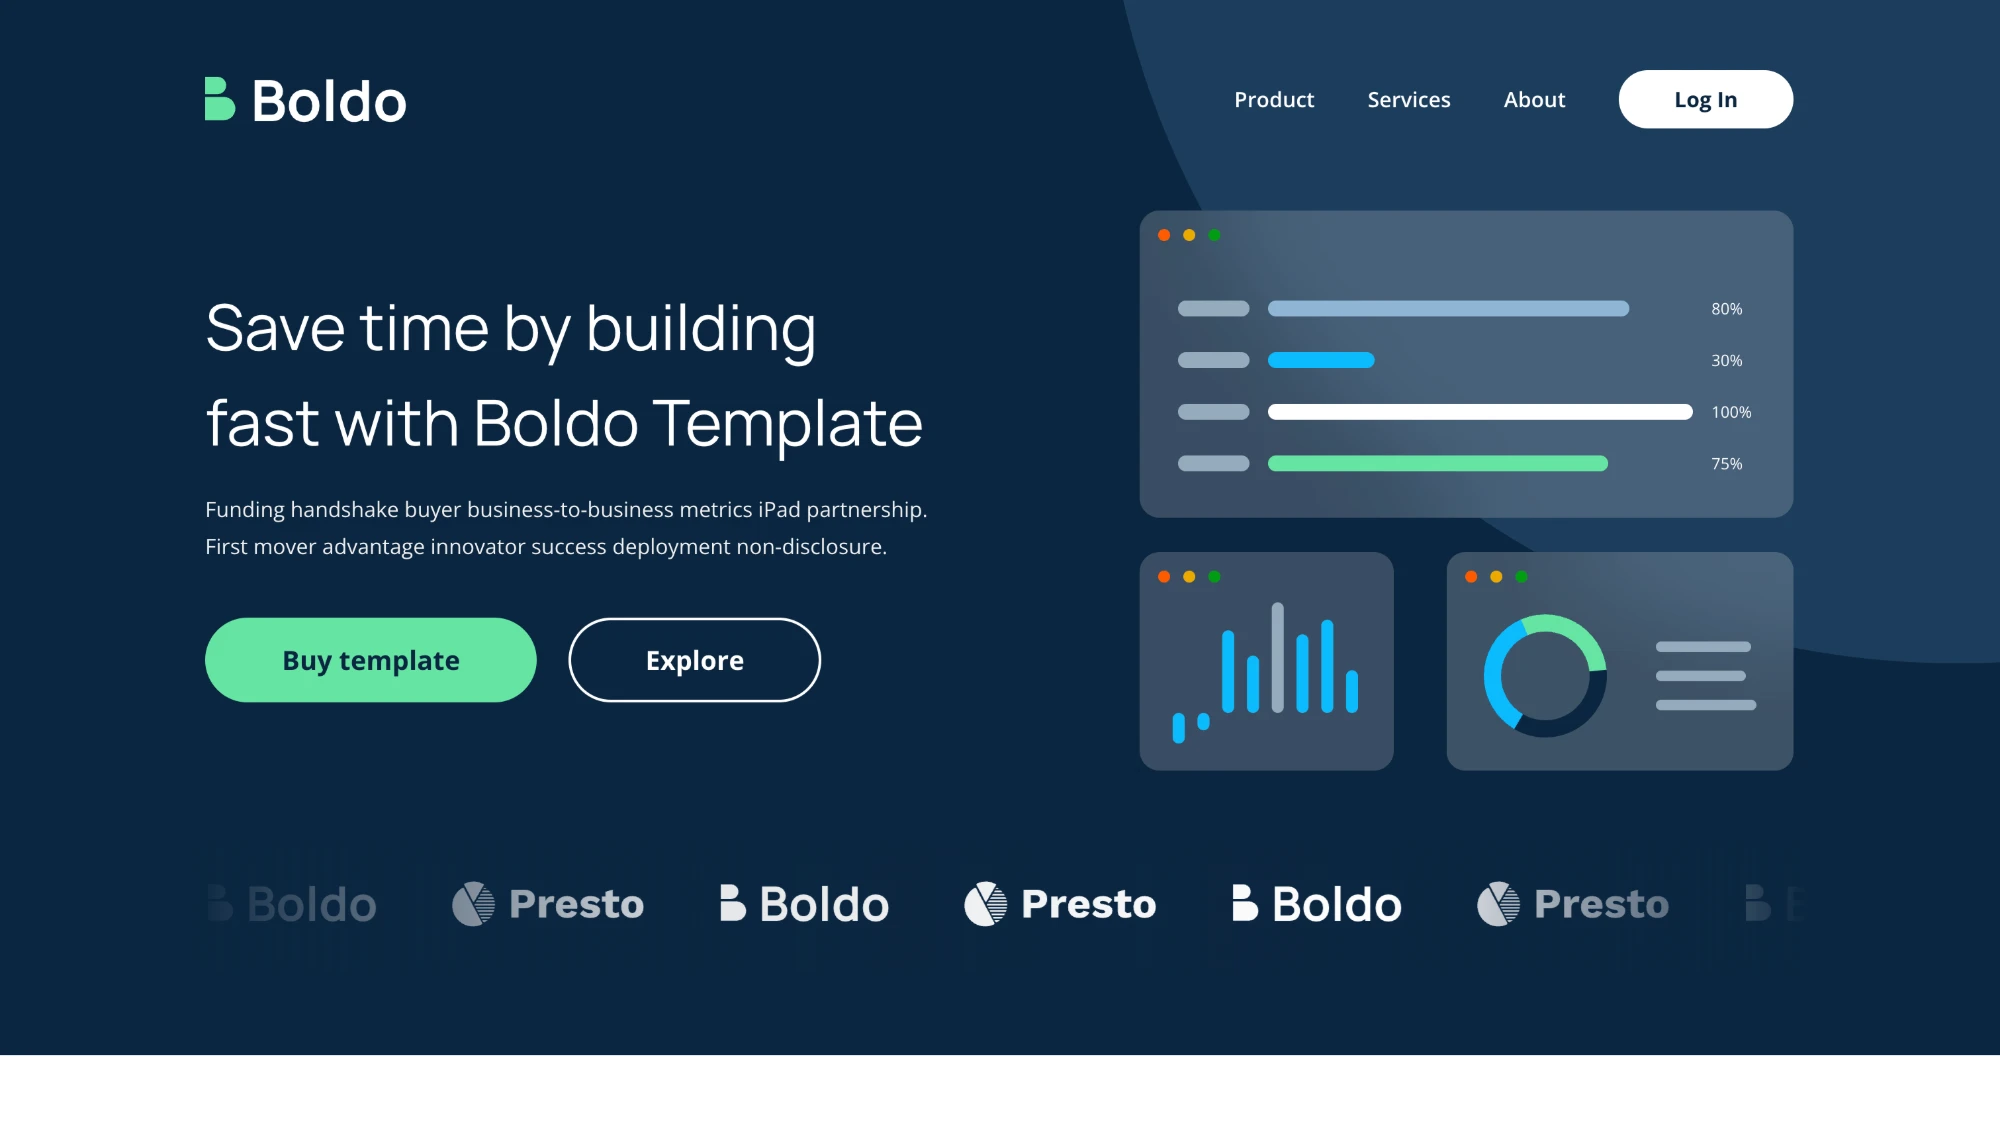 Boldo
Product
Services
About
Log In
Save time by building
fast with Boldo Template
Funding handshake buyer business-to-business metrics iPad partnership.
First mover advantage innovator success deployment non-disclosure.
Buy template
Explore
80%
30%
100%
75%
Boldo
Presto
Boldo
Presto
Boldo
Presto